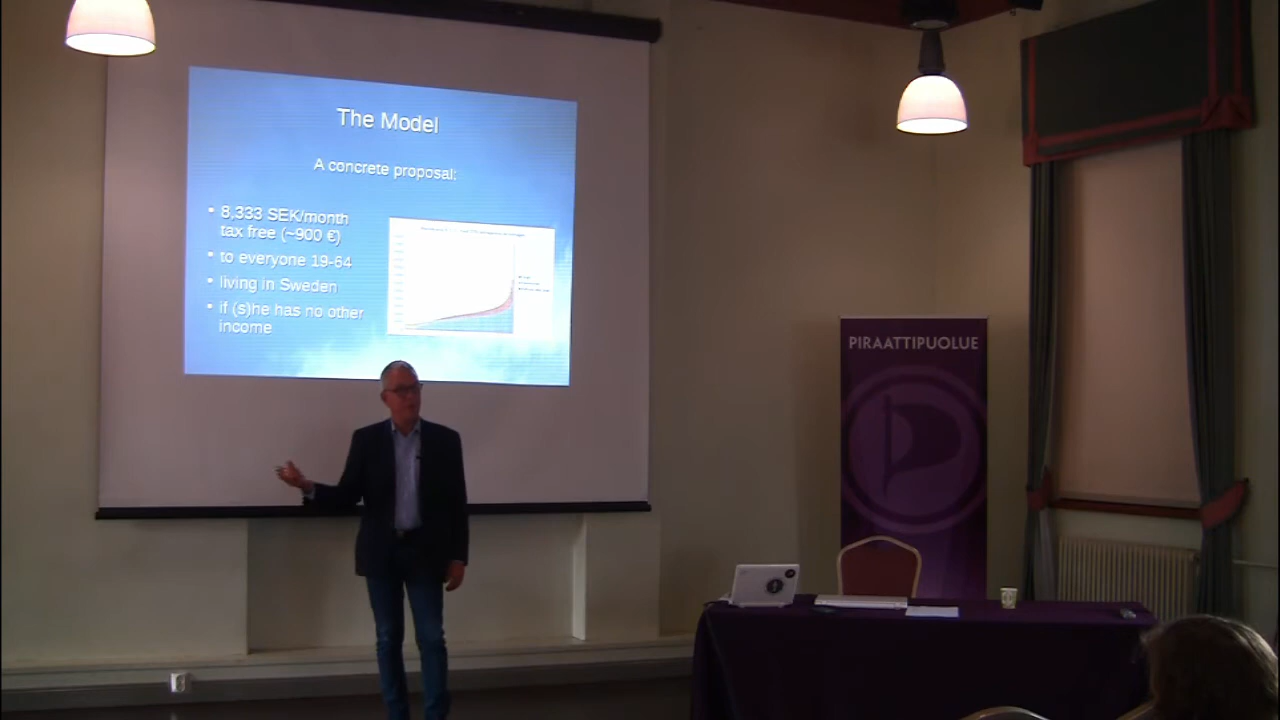 The Model
A concrete proposal:
8,333 SEK/month
tax free (~900 €)
to everyone 19-64
living in Sweden
if (s)he has no other
income
PIRAATTIPUOLUE